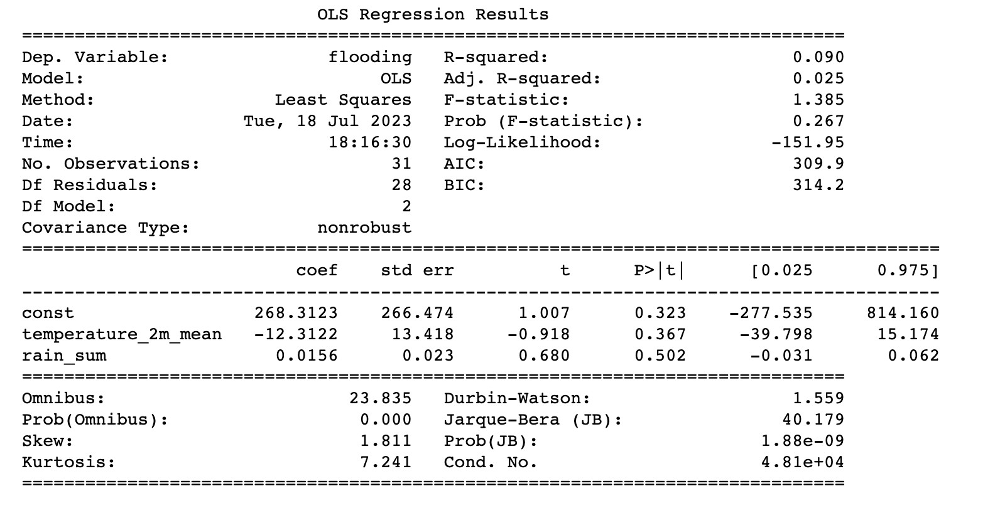 OLS Regression Results
==============================================================================
Dep. Variable: flooding R-squared: 0.090
Model: OLS Adj. R-squared: 0.025
Method: Least Squares F-statistic: 1.385
Date: Tue, 18 Jul 2023 Prob (F-statistic): 0.267
Time: 18:16:30 Log-Likelihood: -151.95
No. Observations: 31 AIC: 309.9
Df Residuals: 28 BIC: 314.2
Df Model: 2
Covariance Type: nonrobust
=======================================================================================
coef std err t P>|t| [0.025 0.975]
---------------------------------------------------------------------------------------
const 268.3123 266.474 1.007 0.323 -277.535 814.160
temperature_2m_mean -12.3122 13.418 -0.918 0.367 -39.798 15.174
rain_sum 0.0156 0.023 0.680 0.502 -0.031 0.062
==============================================================================
Omnibus: 23.835 Durbin-Watson: 1.559
Prob(Omnibus): 0.000 Jarque-Bera (JB): 40.179
Skew: 1.811 Prob(JB): 1.88e-09
Kurtosis: 7.241 Cond. No. 4.81e+04
==============================================================================